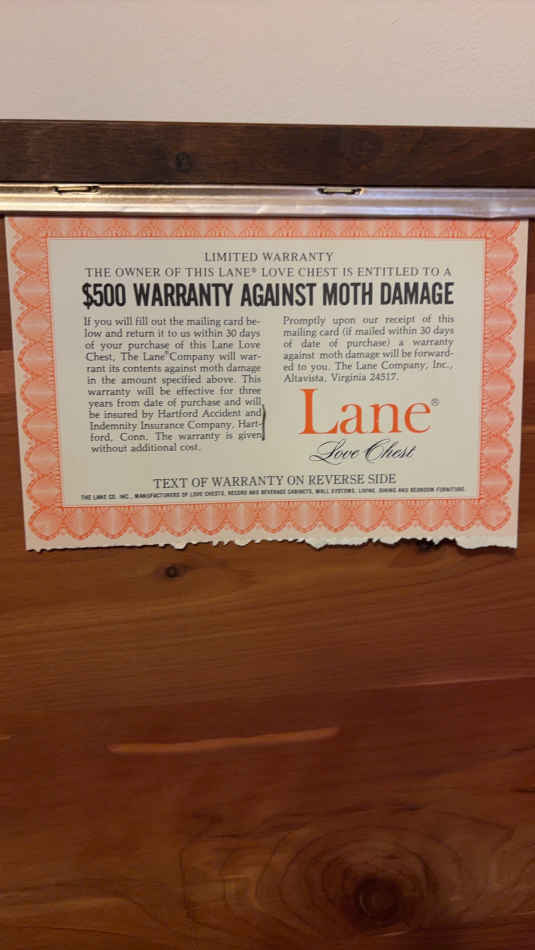 LIMITED WARRANTY
THE OWNER OF THIS LANE® LOVE CHEST IS ENTITLED TO A
$500 WARRANTY AGAINST MOTH DAMAGE
If you will fill out the mailing card be-
low and return it to us within 30 days
of your purchase of this Lane Love
Chest, The Lane® Company will war-
rant its contents against moth damage
in the amount specified above. This
warranty will be effective for three
years from date of purchase and will
be insured by Hartford Accident and
Indemnity Insurance Company, Hart-
ford, Conn. The warranty is given
without additional cost.
Promptly upon our receipt of this
mailing card (if mailed within 30 days
of date of purchase) a warranty
against moth damage will be forward-
ed to you. The Lane Company, Inc.,
Altavista, Virginia 24517.
Lane®
Love Chest
TEXT OF WARRANTY ON REVERSE SIDE
THE LANE CO. INC., MANUFACTURERS OF LOVE CHESTS, RECORD AND BEVERAGE CABINETS, WALL SYSTEMS, LIVING, DINING AND BEDROOM FURNITURE.